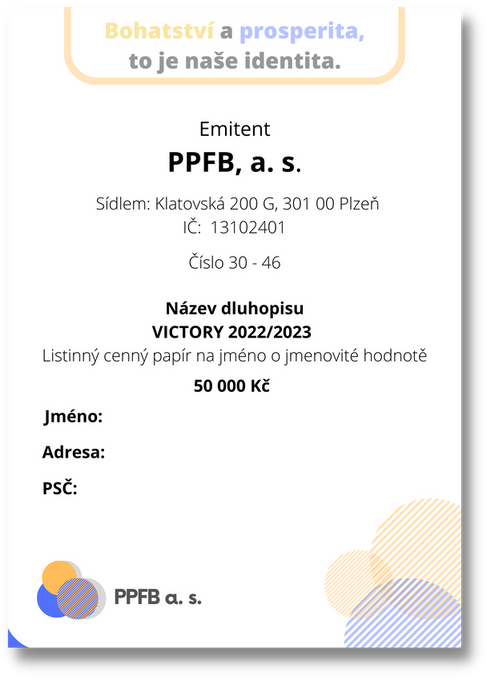 Bohatství a prosperita,
to je naše identita.
Emitent
PPFB, a. s.
Sídlem: Klatovská 200 G, 301 00 Plzeň
IČ: 13102401
Číslo 30 - 46
Název dluhopisu
VICTORY 2022/2023
Listinný cenný papír na jméno o jmenovité hodnotě
50 000 Kč
Jméno:
Adresa:
PSČ:
PPFB a. s.